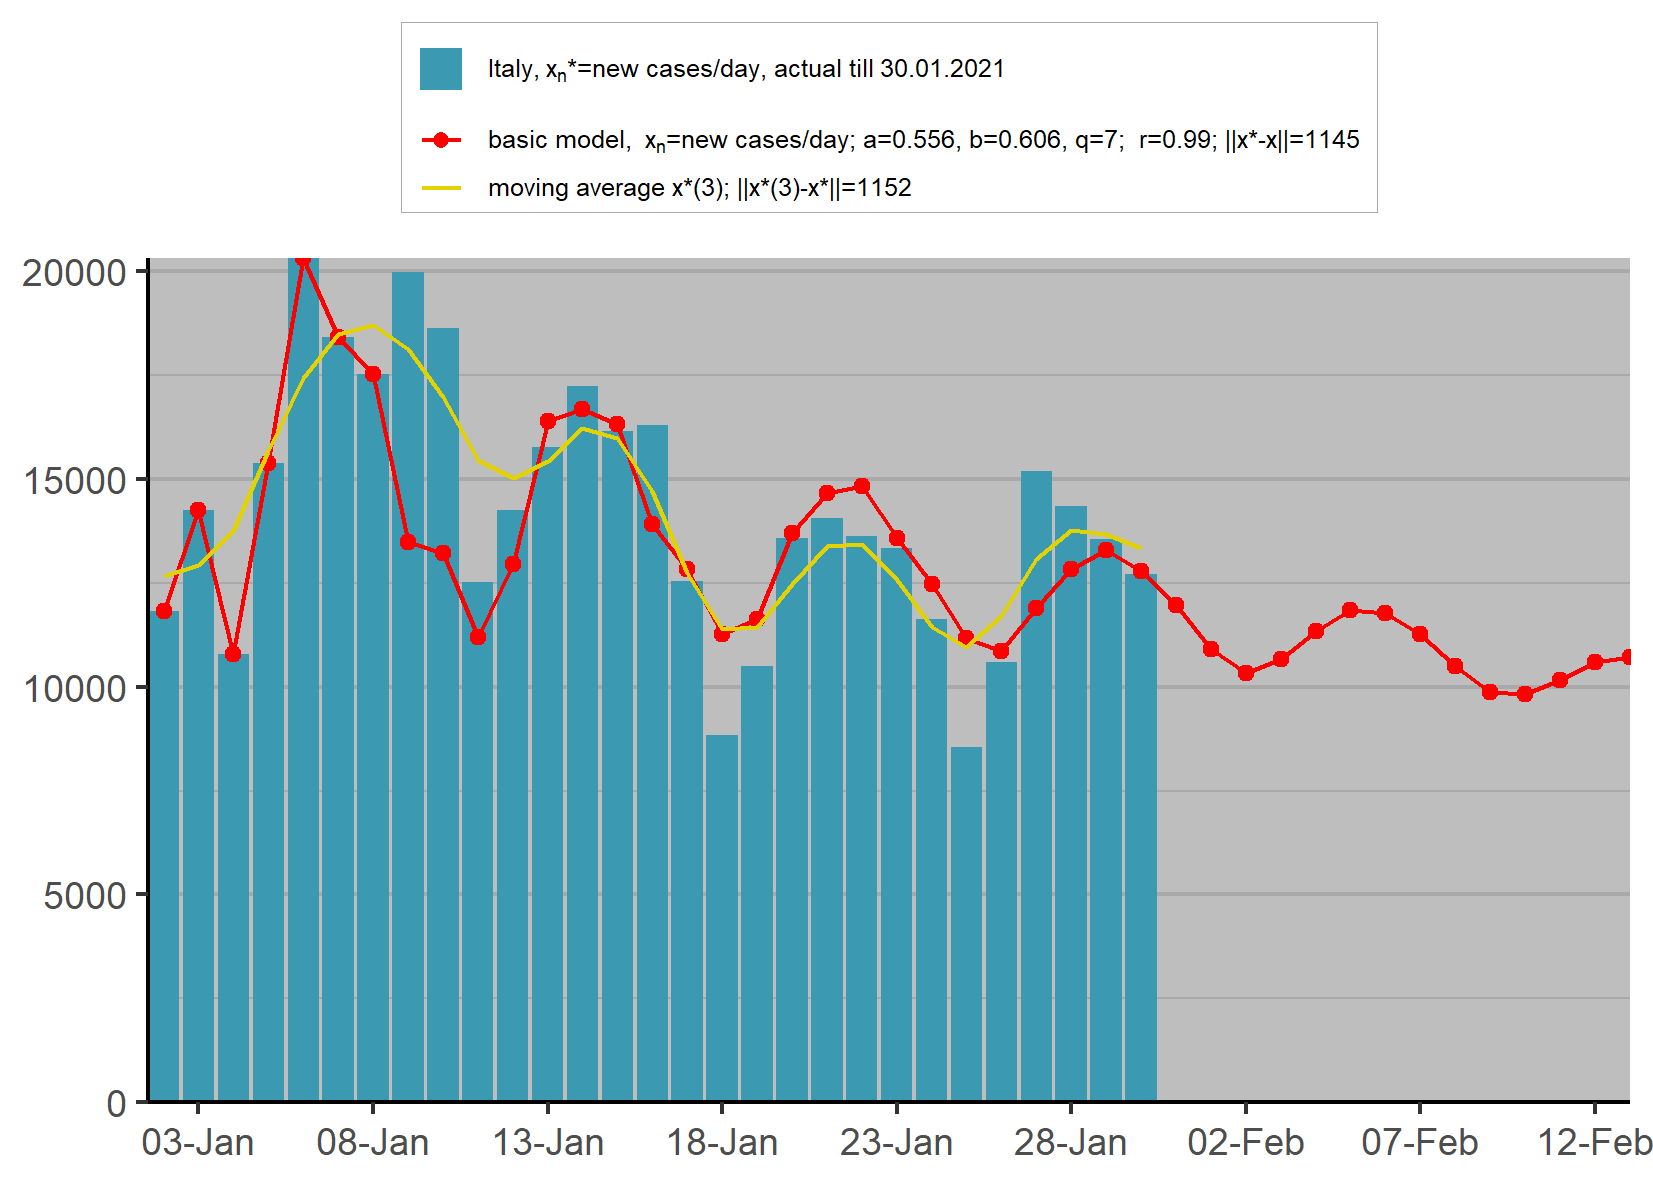 Italy, xₙ*=new cases/day, actual till 30.01.2021
basic model,  xₙ=new cases/day; a=0.556, b=0.606, q=7;  r=0.99; ||x*-x||=1145
moving average x*(3); ||x*(3)-x*||=1152
20000
15000
10000
5000
0
03-Jan 08-Jan 13-Jan 18-Jan 23-Jan 28-Jan 02-Feb 07-Feb 12-Feb